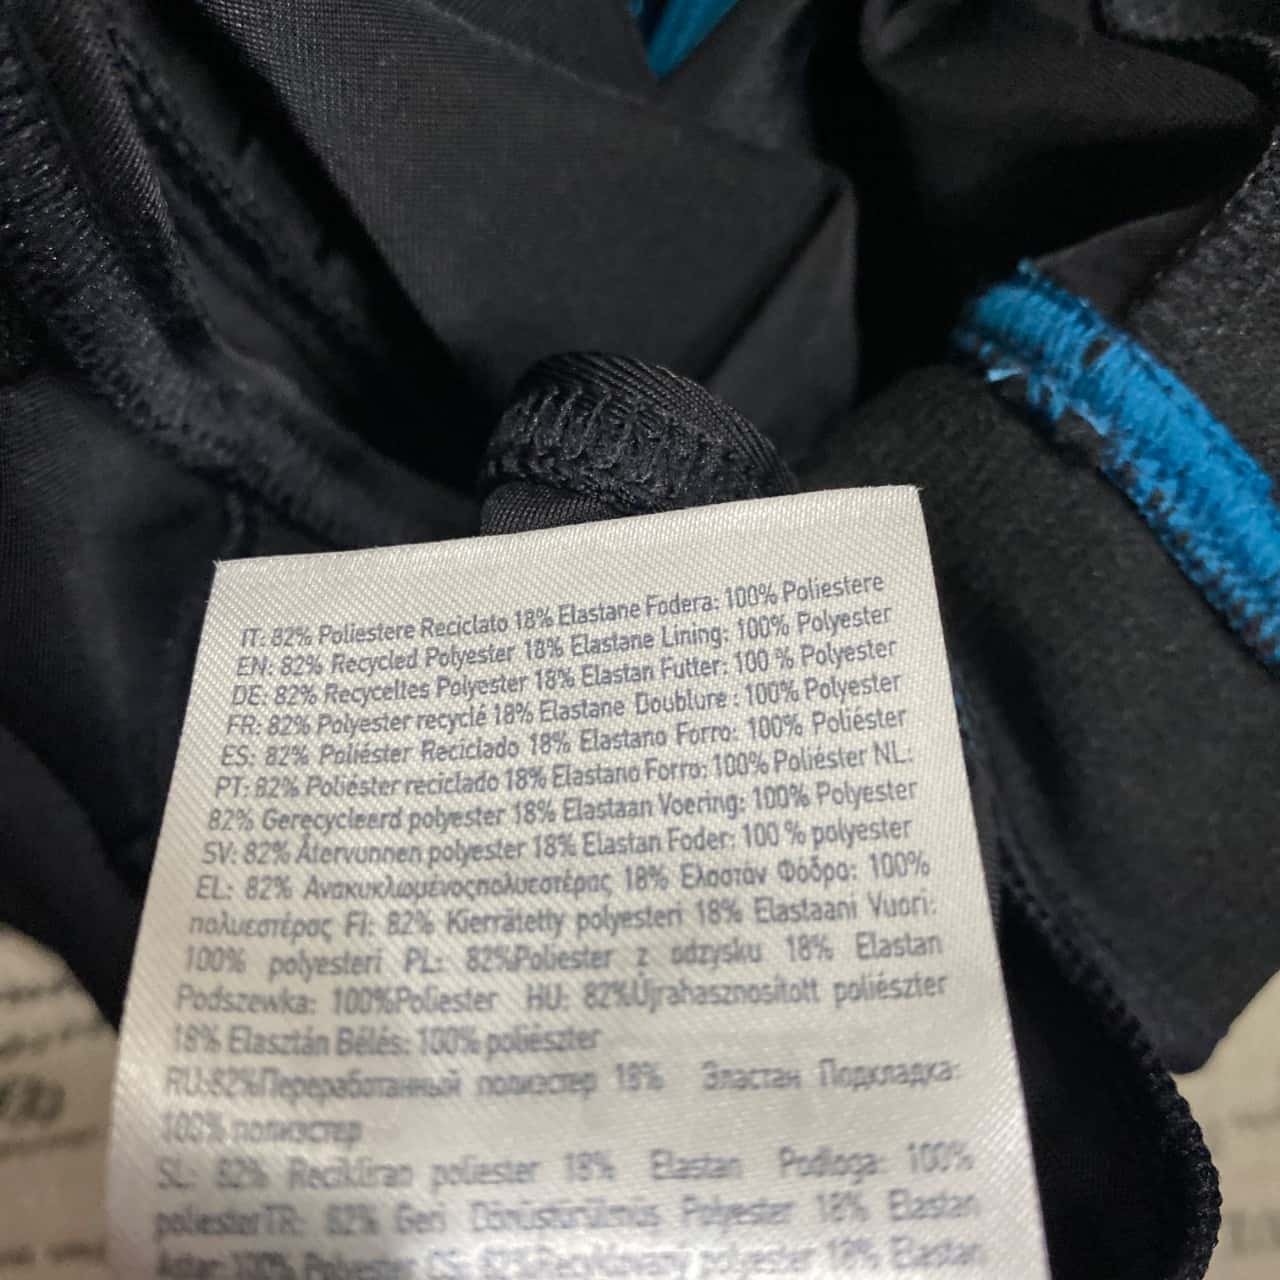 IT: 82% Poliestere Reciclato 18% Elastane Fodera: 100% Poliestere
EN: 82% Recycled Polyester 18% Elastane Lining: 100% Polyester
DE: 82% Recyceltes Polyester 18% Elastan Futter: 100 % Polyester
FR: 82% Polyester recyclé 18% Elastane Doublure : 100% Polyester
ES: 82% Poliéster Reciclado 18% Elastano Forro: 100% Poliéster
PT: 82% Poliéster reciclado 18% Elastano Forro: 100% Poliéster NL:
82% Gerecycleerd polyester 18% Elastaan Voering: 100% Polyester
SV: 82% Återvunnen polyester 18% Elastan Foder: 100 % polyester
EL: 82% Ανακυκλωμένοςπολυεστέρας 18% Ελαστάν Φόδρα: 100%
πολυεστέρας FI: 82% Kierrätetty polyesteri 18% Elastaani Vuori:
100% polyesteri PL: 82%Poliester z odzysku 18% Elastan
Podszewka: 100%Poliester HU: 82%Újrahasznosított poliészter
18% Elasztán Bélés: 100% poliészter
RU:82%Переработанный полиэстер 18% Эластан Подкладка:
100% полиэстер
SL: 82% Recikliran poliester 18% Elastan Podloga: 100%
poliesterTR: 82% Geri Dönüştürülmüş Polyester 18% Elastan
100% Polyester 18% Elastan